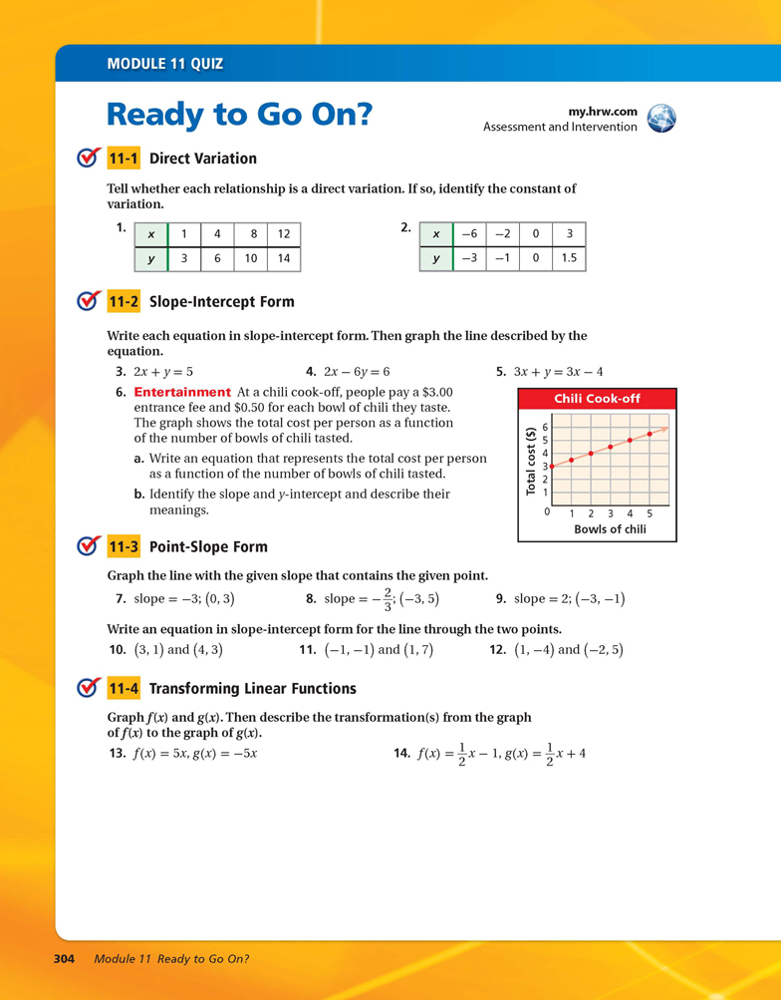 MODULE 11 QUIZ
Ready to Go On?
my.hrw.com
Assessment and Intervention
11-1 Direct Variation
Tell whether each relationship is a direct variation. If so, identify the constant of
variation.
1.
x 1 4 8 12
y 3 6 10 14
2.
x −6 −2 0 3
y −3 −1 0 1.5
11-2 Slope-Intercept Form
Write each equation in slope-intercept form. Then graph the line described by the
equation.
3. 2x + y = 5 4. 2x − 6y = 6 5. 3x + y = 3x − 4
6. Entertainment At a chili cook-off, people pay a $3.00
entrance fee and $0.50 for each bowl of chili they taste.
The graph shows the total cost per person as a function
of the number of bowls of chili tasted.
a. Write an equation that represents the total cost per person
as a function of the number of bowls of chili tasted.
b. Identify the slope and y-intercept and describe their
meanings.
Chili Cook-off
Total cost ($)
6
5
4
3
2
1
0 1 2 3 4 5
Bowls of chili
11-3 Point-Slope Form
Graph the line with the given slope that contains the given point.
7. slope = −3; (0, 3) 8. slope = −2/3; (−3, 5) 9. slope = 2; (−3, −1)
Write an equation in slope-intercept form for the line through the two points.
10. (3, 1) and (4, 3) 11. (−1, −1) and (1, 7) 12. (1, −4) and (−2, 5)
11-4 Transforming Linear Functions
Graph f(x) and g(x). Then describe the transformation(s) from the graph
of f(x) to the graph of g(x).
13. f(x) = 5x, g(x) = −5x 14. f(x) = 1/2x − 1, g(x) = 1/2x + 4
304 Module 11 Ready to Go On?